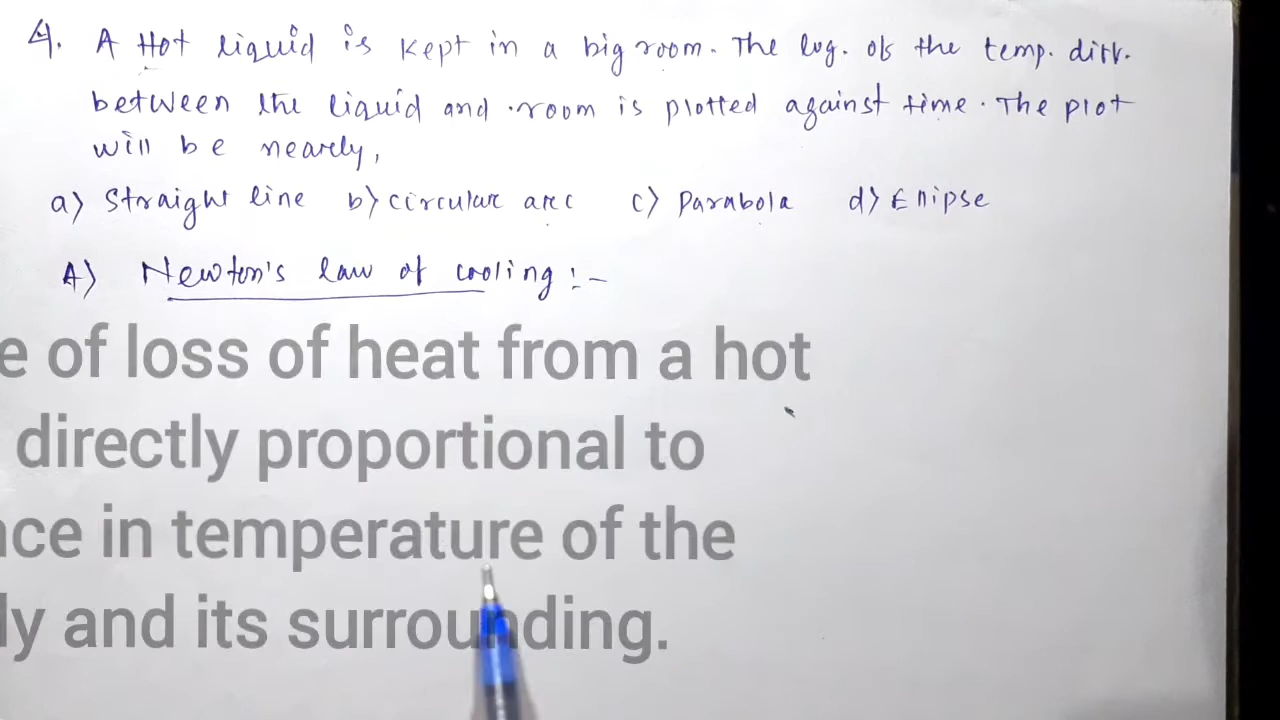 4. A Hot liquid is kept in a big room. The log. of the temp. diff.
between the liquid and room is plotted against time. The plot
will be nearly,
a) Straight line b) circular arc c) Parabola d) Ellipse
A) Newton's law of cooling :-
e of loss of heat from a hot
directly proportional to
nce in temperature of the
ly and its surrounding.